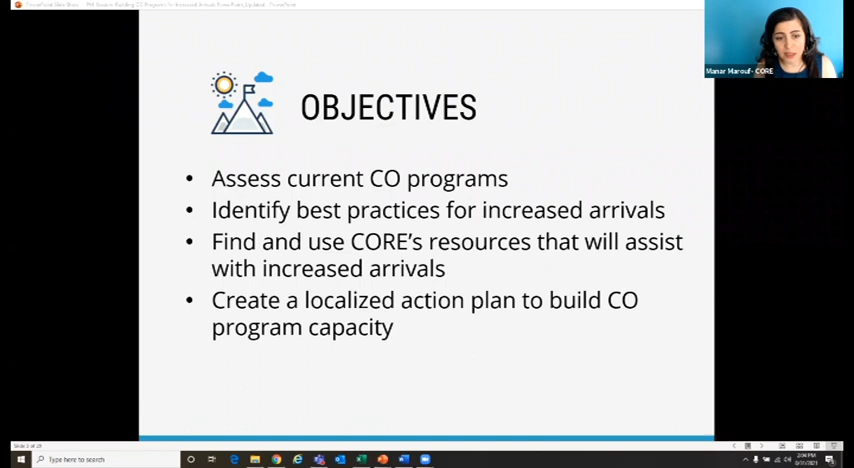 Manar Marouf- CORE
OBJECTIVES
• Assess current CO programs
• Identify best practices for increased arrivals
• Find and use CORE's resources that will assist
with increased arrivals
• Create a localized action plan to build CO
program capacity
Type here to search